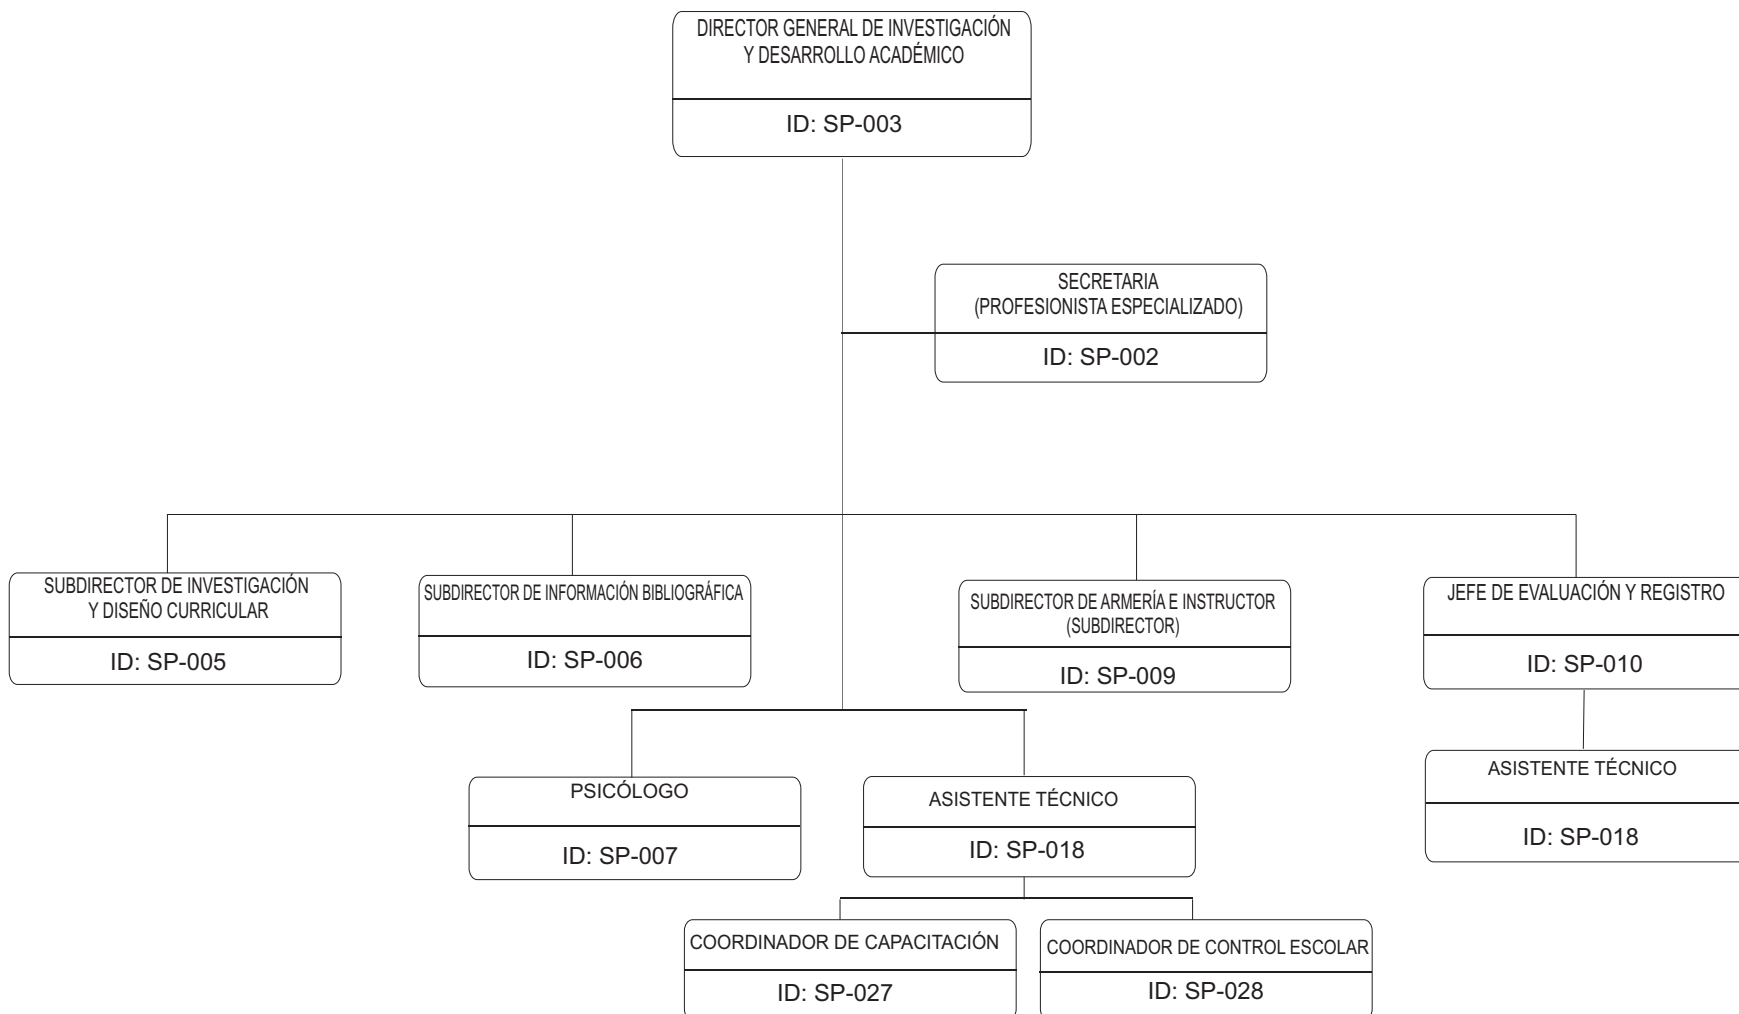 DIRECTOR GENERAL DE INVESTIGACIÓN
Y DESARROLLO ACADÉMICO
ID: SP-003
SECRETARIA
(PROFESIONISTA ESPECIALIZADO)
ID: SP-002
SUBDIRECTOR DE INVESTIGACIÓN
Y DISEÑO CURRICULAR
ID: SP-005
SUBDIRECTOR DE INFORMACIÓN BIBLIOGRÁFICA
ID: SP-006
SUBDIRECTOR DE ARMERÍA E INSTRUCTOR
(SUBDIRECTOR)
ID: SP-009
JEFE DE EVALUACIÓN Y REGISTRO
ID: SP-010
PSICÓLOGO
ID: SP-007
ASISTENTE TÉCNICO
ID: SP-018
ASISTENTE TÉCNICO
ID: SP-018
COORDINADOR DE CAPACITACIÓN
ID: SP-027
COORDINADOR DE CONTROL ESCOLAR
ID: SP-028